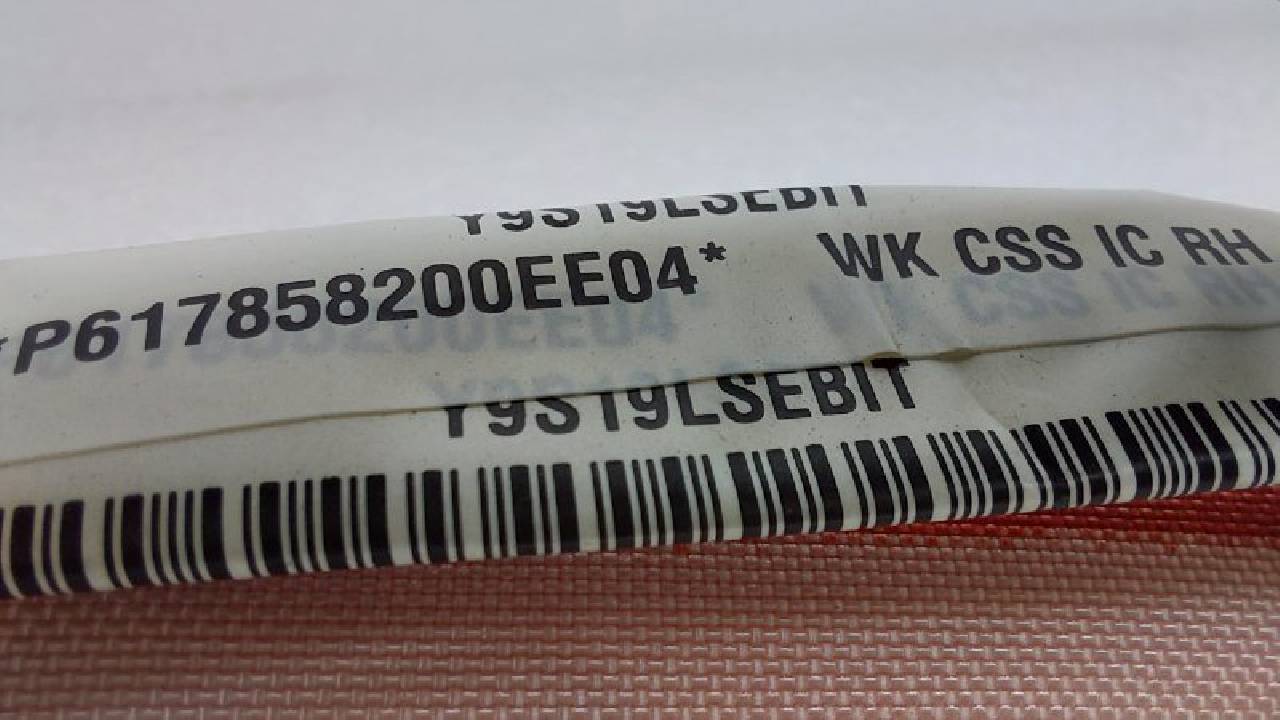 Y9S19LSEBIT
*P617858200EE04* WK CSS IC RH
Y9S19LSEBIT